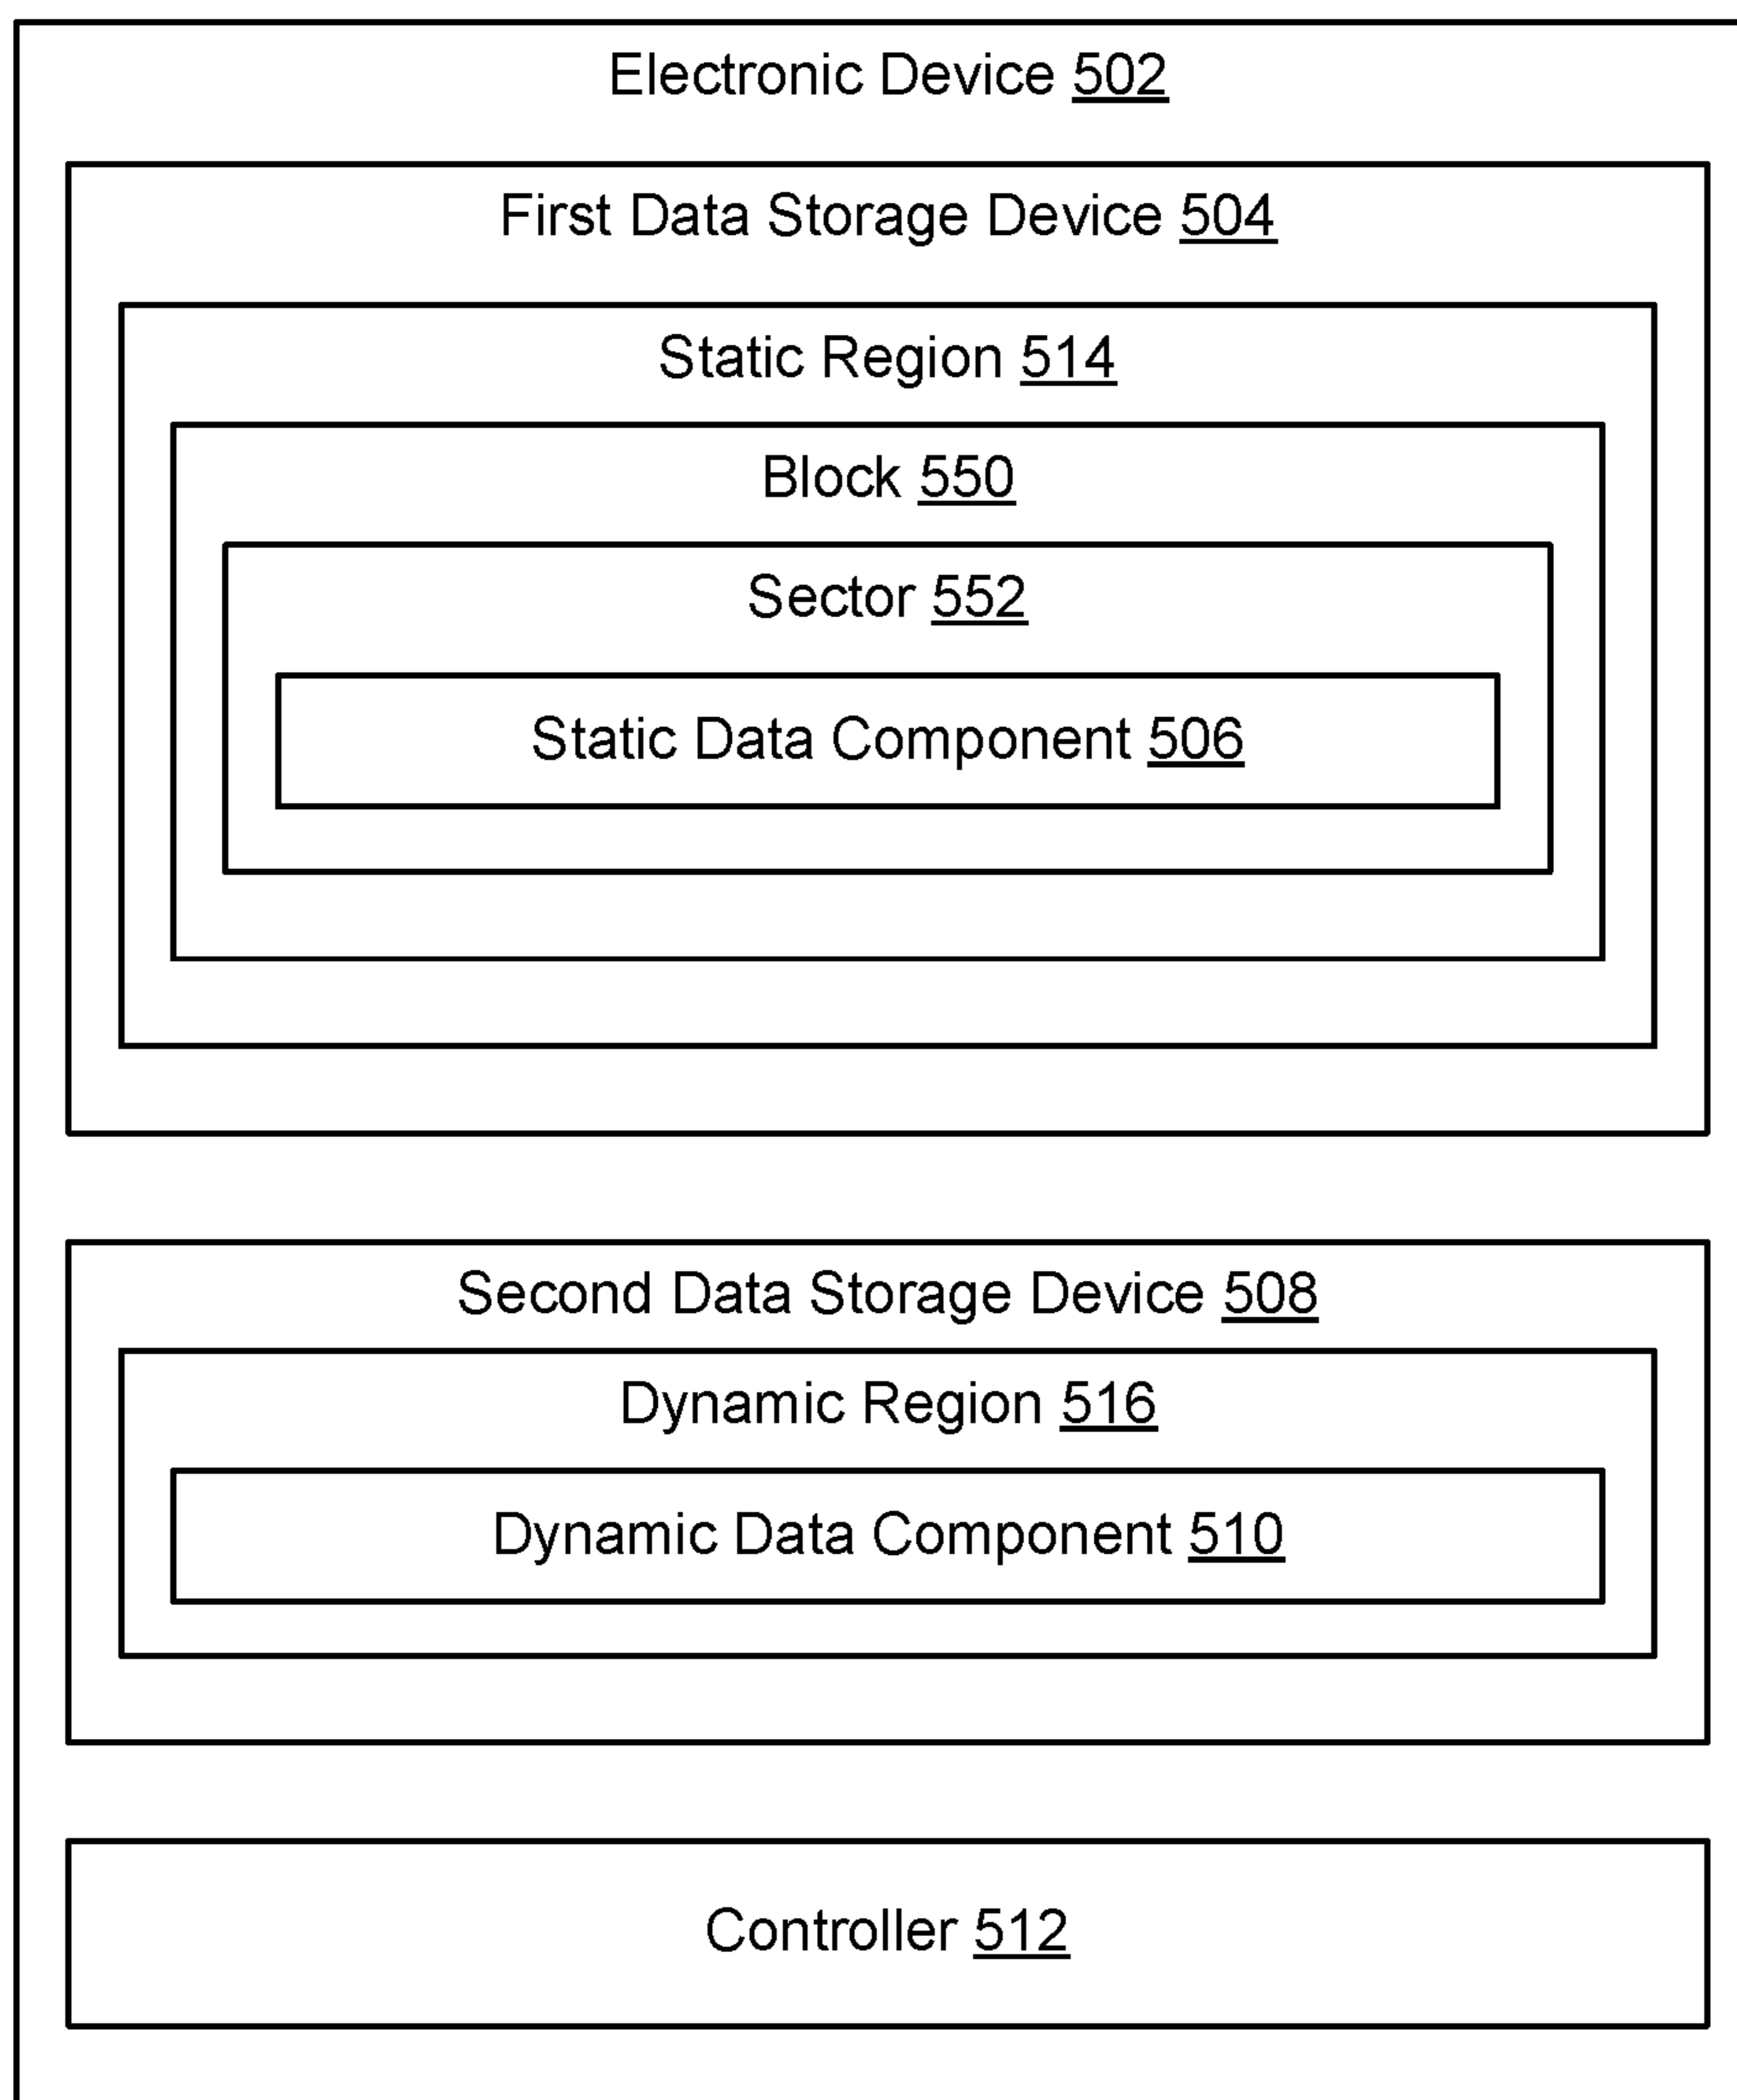 Electronic Device 502
First Data Storage Device 504
Static Region 514
Block 550
Sector 552
Static Data Component 506
Second Data Storage Device 508
Dynamic Region 516
Dynamic Data Component 510
Controller 512